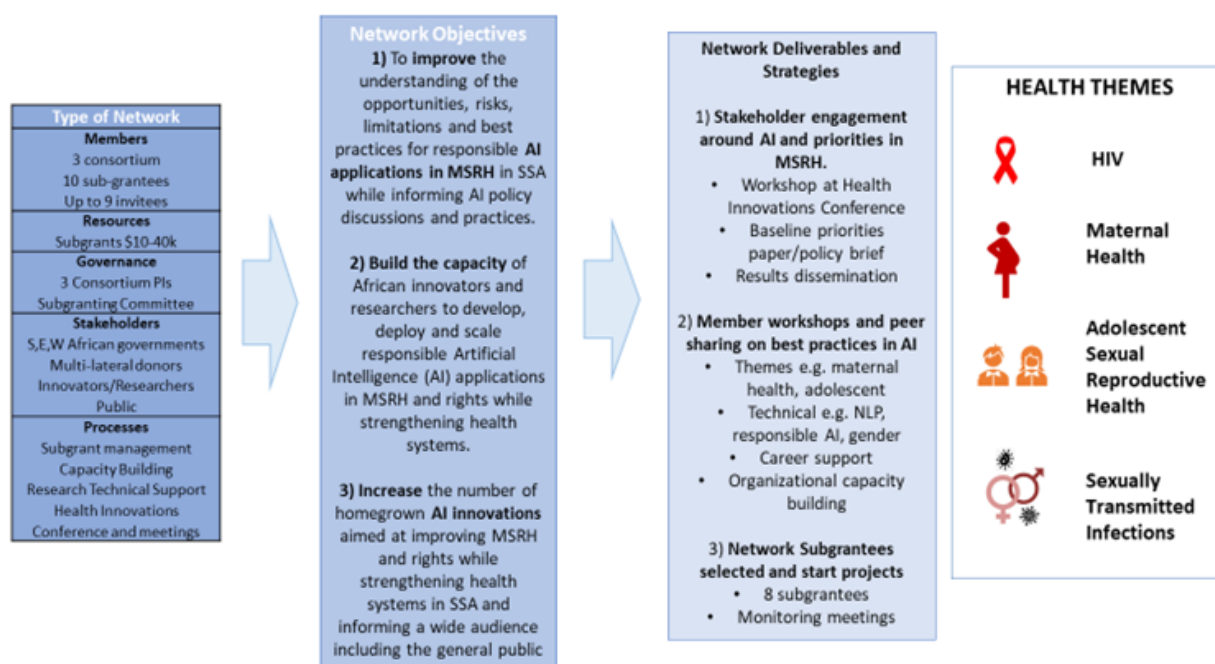 Type of Network
Members
3 consortium
10 sub-grantees
Up to 9 invitees
Resources
Subgrants $10-40k
Governance
3 Consortium PIs
Subgranting Committee
Stakeholders
S,E,W African governments
Multi-lateral donors
Innovators/Researchers
Public
Processes
Subgrant management
Capacity Building
Research Technical Support
Health Innovations
Conference and meetings
Network Objectives
1) To improve the
understanding of the
opportunities, risks,
limitations and best
practices for responsible AI
applications in MSRH in SSA
while informing AI policy
discussions and practices.
2) Build the capacity of
African innovators and
researchers to develop,
deploy and scale
responsible Artificial
Intelligence (AI) applications
in MSRH and rights while
strengthening health
systems.
3) Increase the number of
homegrown AI innovations
aimed at improving MSRH
and rights while
strengthening health
systems in SSA and
informing a wide audience
including the general public
Network Deliverables and
Strategies
1) Stakeholder engagement
around AI and priorities in
MSRH.
• Workshop at Health
Innovations Conference
• Baseline priorities
paper/policy brief
• Results dissemination
2) Member workshops and peer
sharing on best practices in AI
• Themes e.g. maternal
health, adolescent
• Technical e.g. NLP,
responsible AI, gender
• Career support
• Organizational capacity
building
3) Network Subgrantees
selected and start projects
• 8 subgrantees
• Monitoring meetings
HEALTH THEMES
HIV
Maternal
Health
Adolescent
Sexual
Reproductive
Health
Sexually
Transmitted
Infections